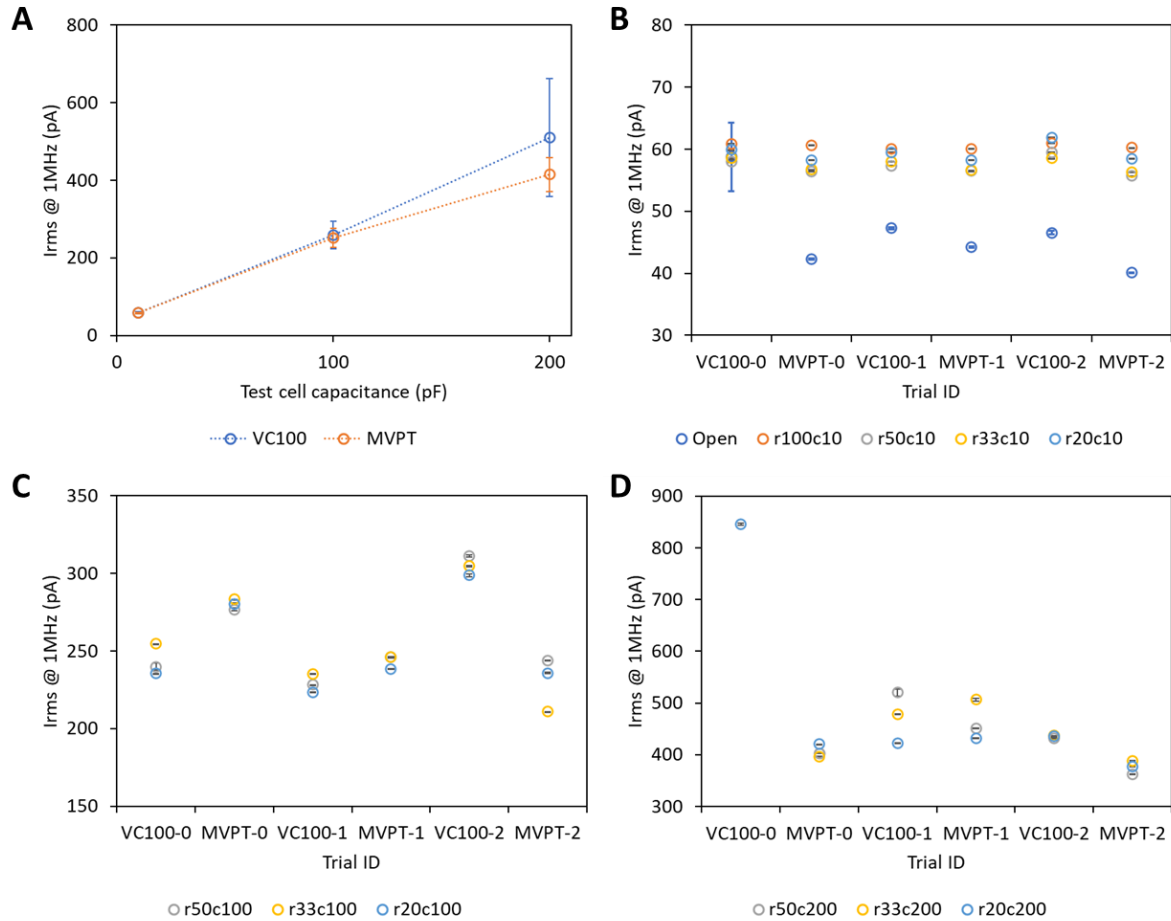 A
Irms @ 1MHz (pA)
800
600
400
200
0
0 100 200
Test cell capacitance (pF)
VC100 MVPT
B
Irms @ 1MHz (pA)
80
70
60
50
40
30
VC100-0 MVPT-0 VC100-1 MVPT-1 VC100-2 MVPT-2
Trial ID
Open r100c10 r50c10 r33c10 r20c10
C
Irms @ 1MHz (pA)
350
300
250
200
150
VC100-0 MVPT-0 VC100-1 MVPT-1 VC100-2 MVPT-2
Trial ID
r50c100 r33c100 r20c100
D
Irms @ 1MHz (pA)
900
800
700
600
500
400
300
VC100-0 MVPT-0 VC100-1 MVPT-1 VC100-2 MVPT-2
Trial ID
r50c200 r33c200 r20c200